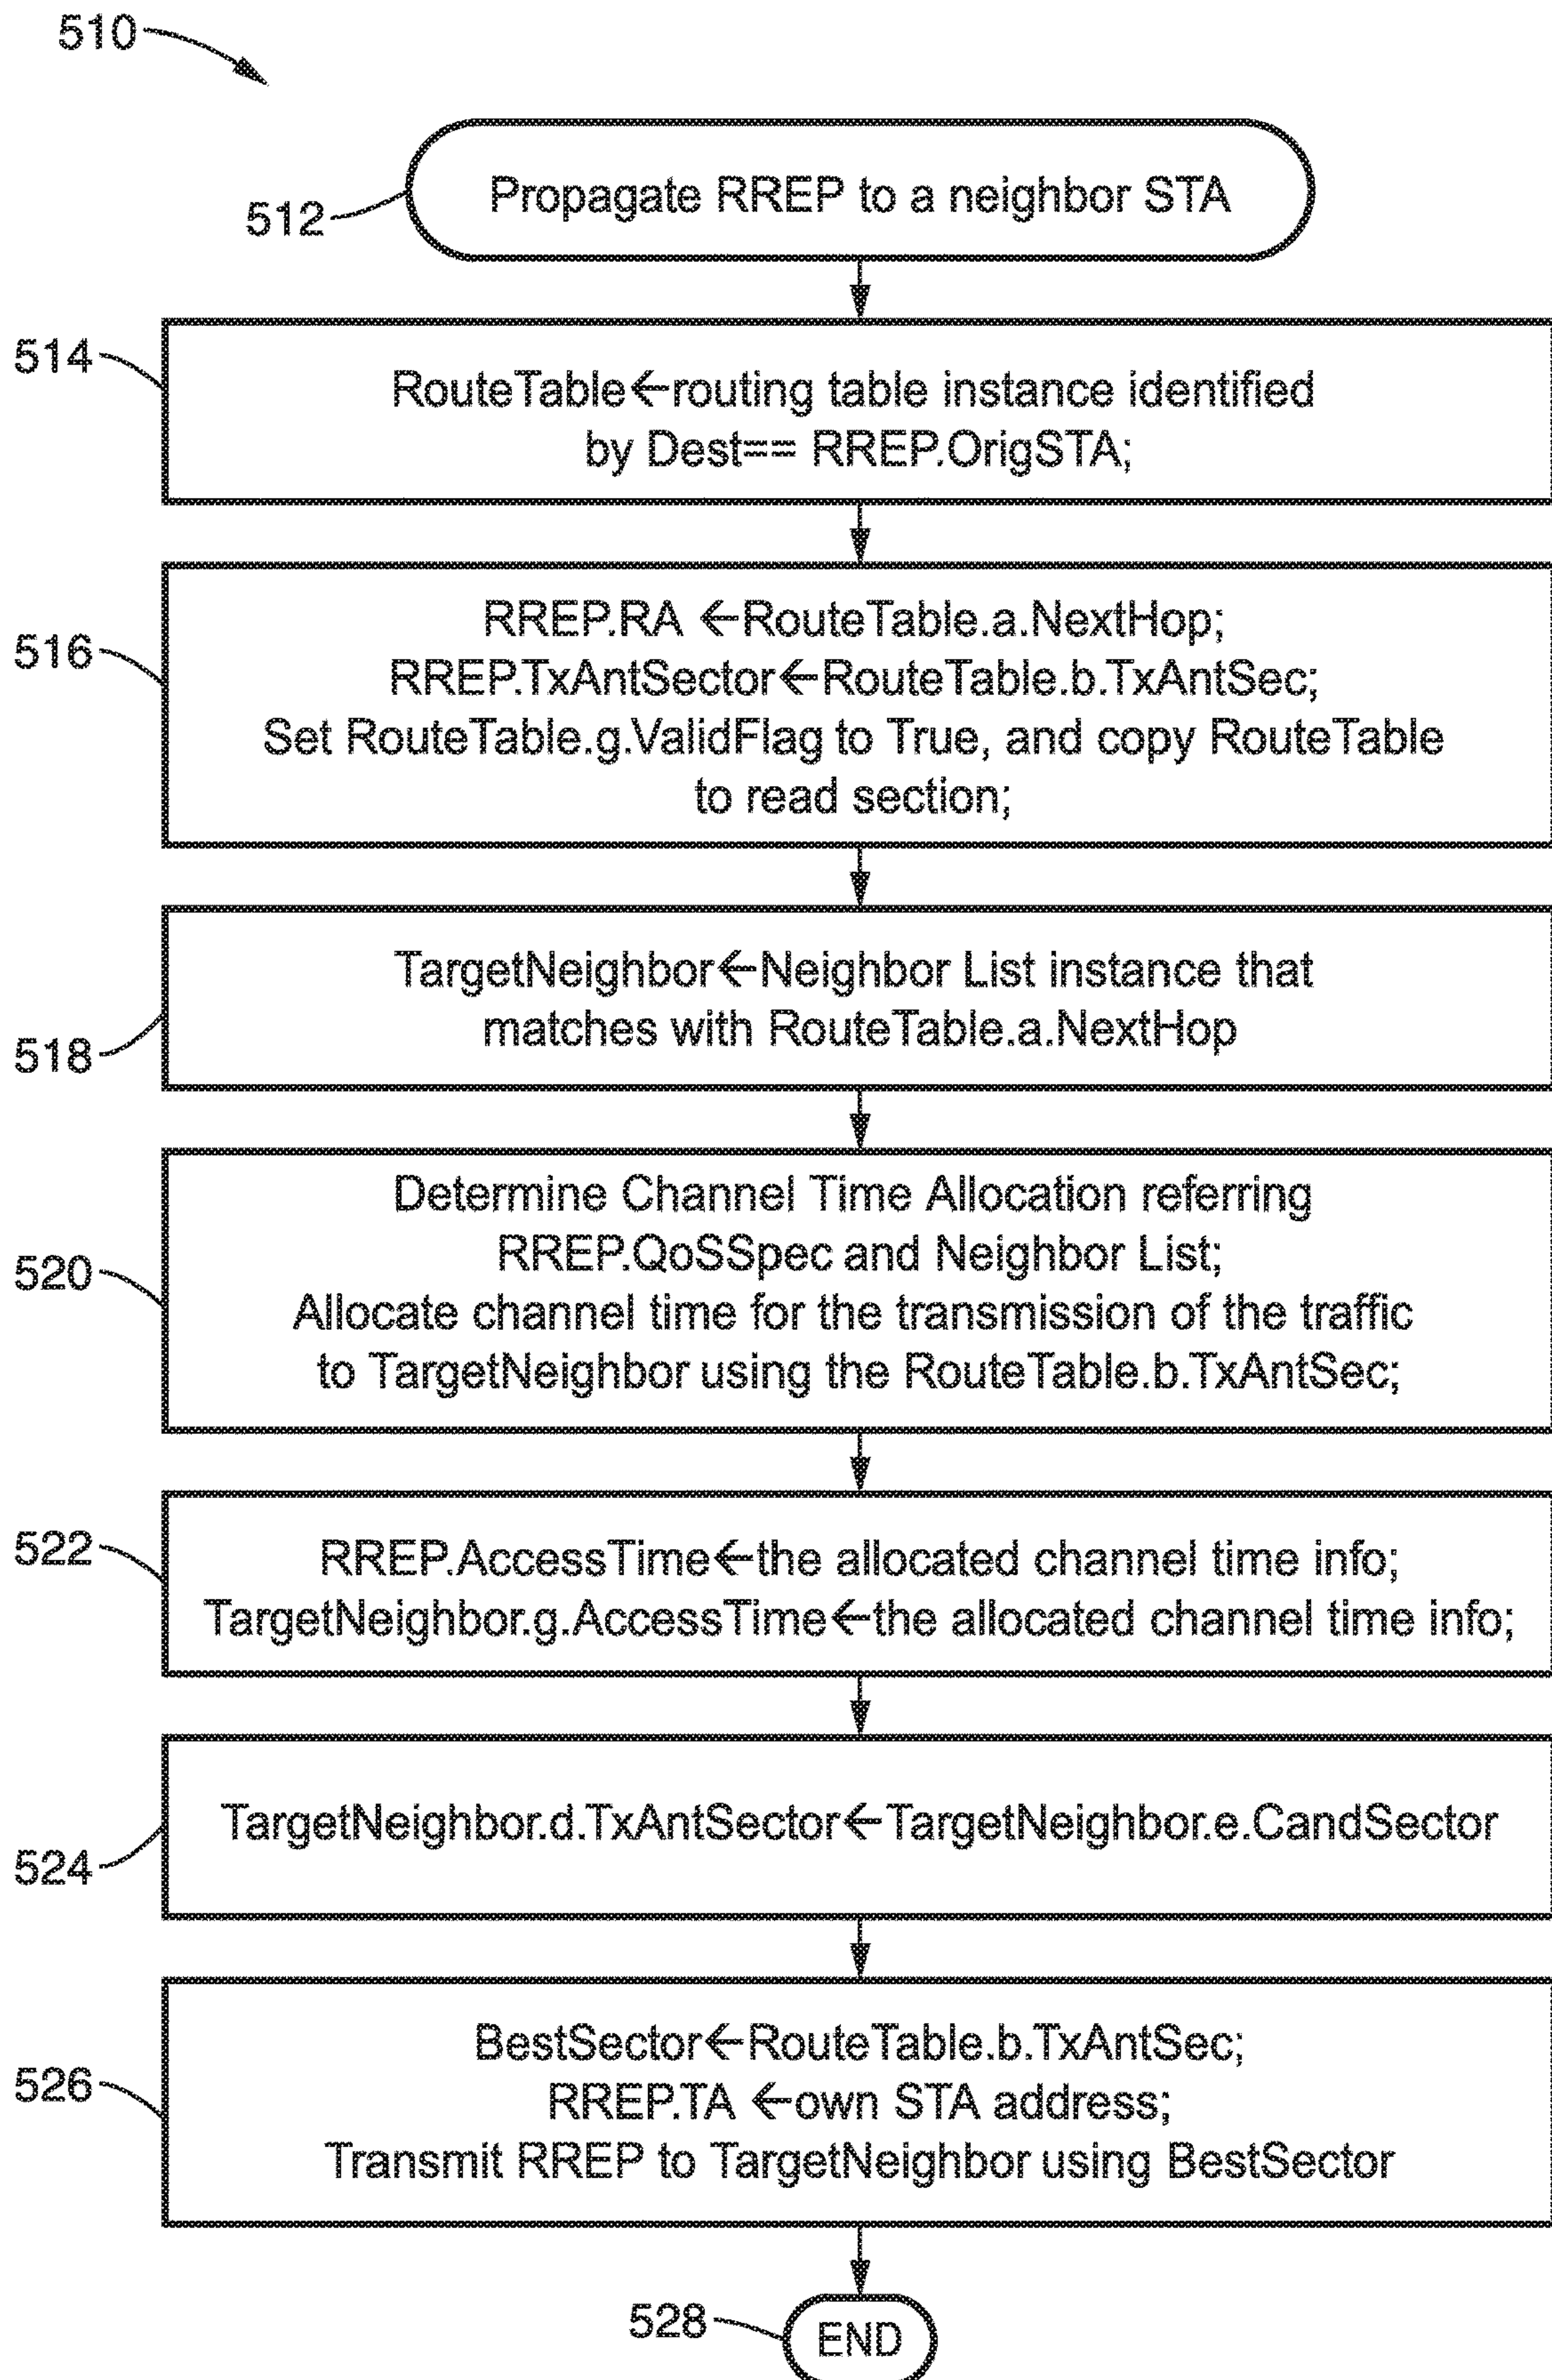 510
512
Propagate RREP to a neighbor STA
514
RouteTable←routing table instance identified
by Dest== RREP.OrigSTA;
516
RREP.RA ←RouteTable.a.NextHop;
RREP.TxAntSector←RouteTable.b.TxAntSec;
Set RouteTable.g.ValidFlag to True, and copy RouteTable
to read section;
518
TargetNeighbor←Neighbor List instance that
matches with RouteTable.a.NextHop
520
Determine Channel Time Allocation referring
RREP.QoSSpec and Neighbor List;
Allocate channel time for the transmission of the traffic
to TargetNeighbor using the RouteTable.b.TxAntSec;
522
RREP.AccessTime←the allocated channel time info;
TargetNeighbor.g.AccessTime←the allocated channel time info;
524
TargetNeighbor.d.TxAntSector←TargetNeighbor.e.CandSector
526
BestSector←RouteTable.b.TxAntSec;
RREP.TA ←own STA address;
Transmit RREP to TargetNeighbor using BestSector
528
END